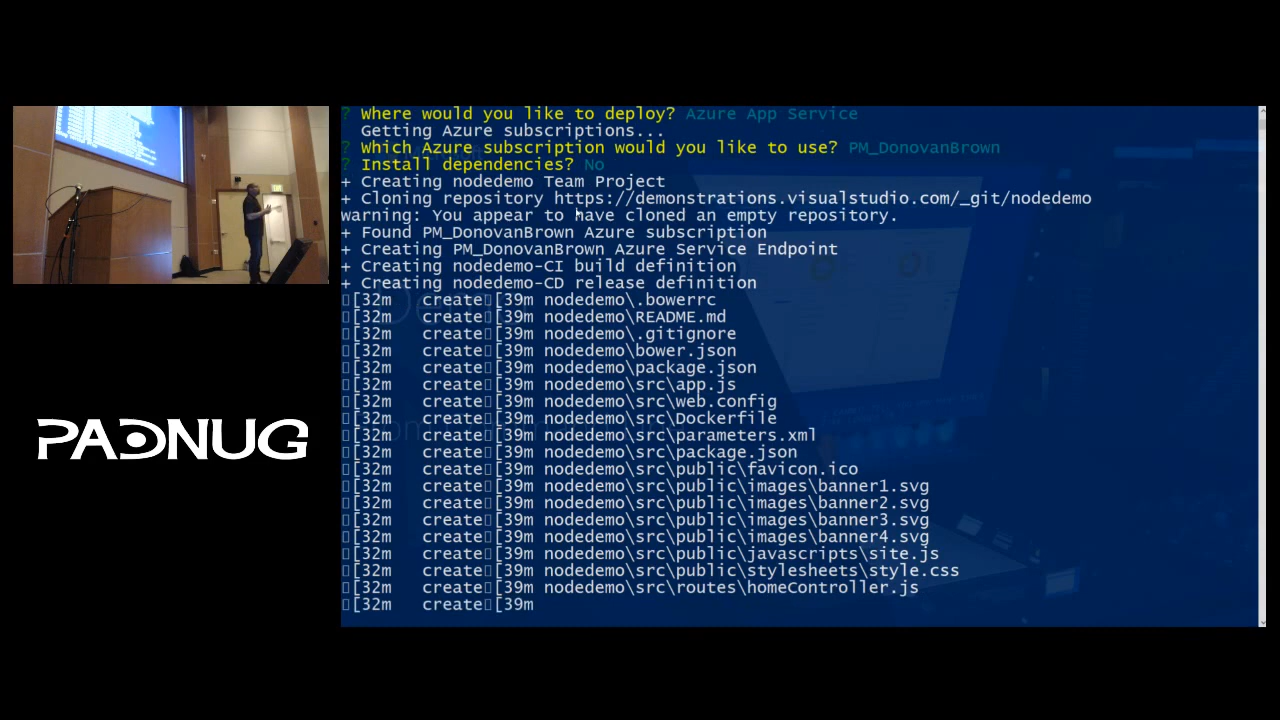 ? Where would you like to deploy? Azure App Service
Getting Azure subscriptions...
? Which Azure subscription would you like to use? PM_DonovanBrown
? Install dependencies? No
+ Creating nodedemo Team Project
+ Cloning repository https://demonstrations.visualstudio.com/_git/nodedemo
warning: You appear to have cloned an empty repository.
+ Found PM_DonovanBrown Azure subscription
+ Creating PM_DonovanBrown Azure Service Endpoint
+ Creating nodedemo-CI build definition
+ Creating nodedemo-CD release definition
[32m   create[39m nodedemo\.bowerrc
[32m   create[39m nodedemo\README.md
[32m   create[39m nodedemo\.gitignore
[32m   create[39m nodedemo\bower.json
[32m   create[39m nodedemo\package.json
[32m   create[39m nodedemo\src\app.js
[32m   create[39m nodedemo\src\web.config
[32m   create[39m nodedemo\src\Dockerfile
[32m   create[39m nodedemo\src\parameters.xml
[32m   create[39m nodedemo\src\package.json
[32m   create[39m nodedemo\src\public\favicon.ico
[32m   create[39m nodedemo\src\public\images\banner1.svg
[32m   create[39m nodedemo\src\public\images\banner2.svg
[32m   create[39m nodedemo\src\public\images\banner3.svg
[32m   create[39m nodedemo\src\public\images\banner4.svg
[32m   create[39m nodedemo\src\public\javascripts\site.js
[32m   create[39m nodedemo\src\public\stylesheets\style.css
[32m   create[39m nodedemo\src\routes\homeController.js
[32m   create[39m
PADNUG